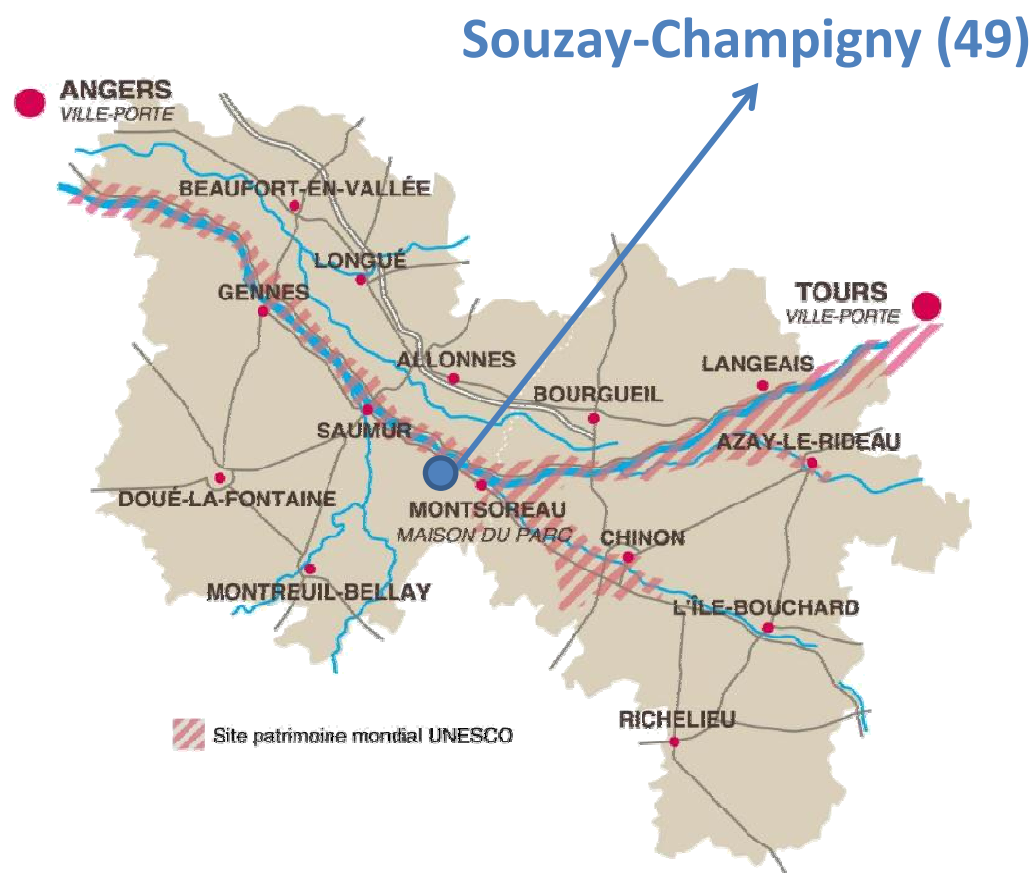 Souzay-Champigny (49)
ANGERS
VILLE-PORTE
BEAUFORT-EN-VALLÉE
LONGUÉ
GENNES
TOURS
VILLE-PORTE
ALLONNES
LANGEAIS
BOURGUEIL
SAUMUR
AZAY-LE-RIDEAU
DOUÉ-LA-FONTAINE
MONTSOREAU
MAISON DU PARC
CHINON
MONTREUIL-BELLAY
L'ÎLE-BOUCHARD
RICHELIEU
Site patrimoine mondial UNESCO